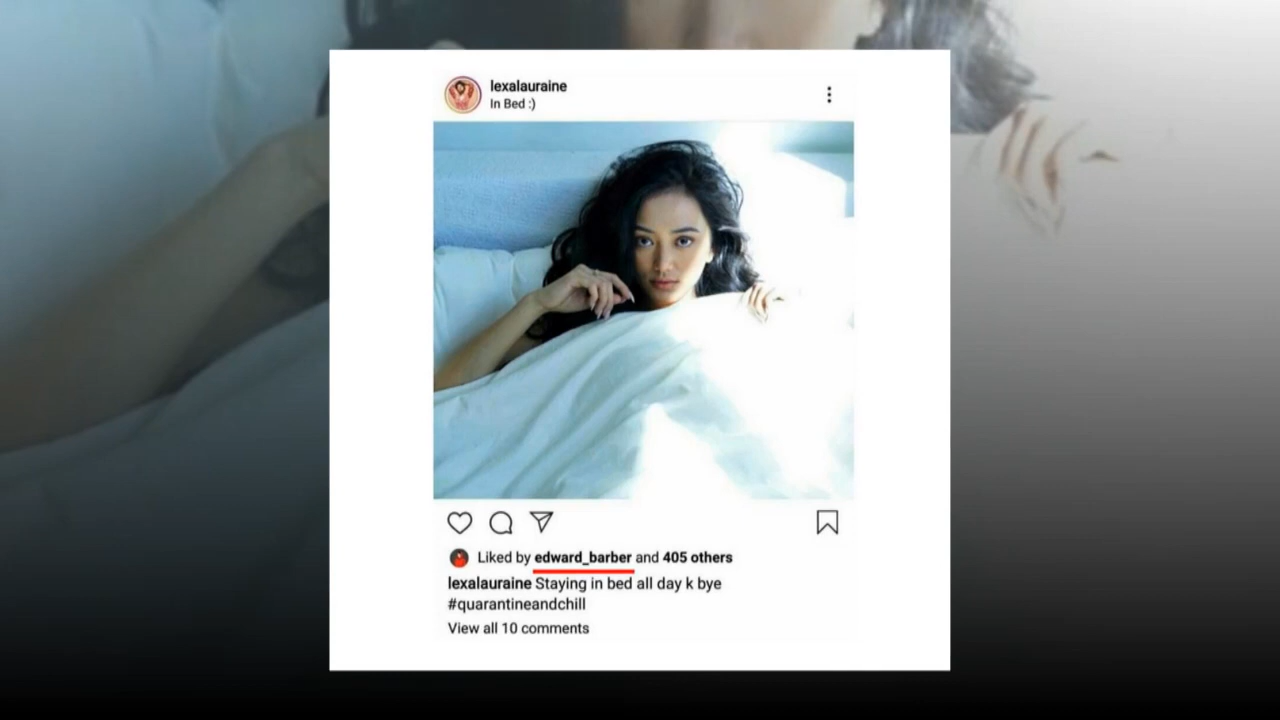 lexalauraine
In Bed :)
Liked by edward_barber and 405 others
lexalauraine Staying in bed all day k bye
#quarantineandchill
View all 10 comments